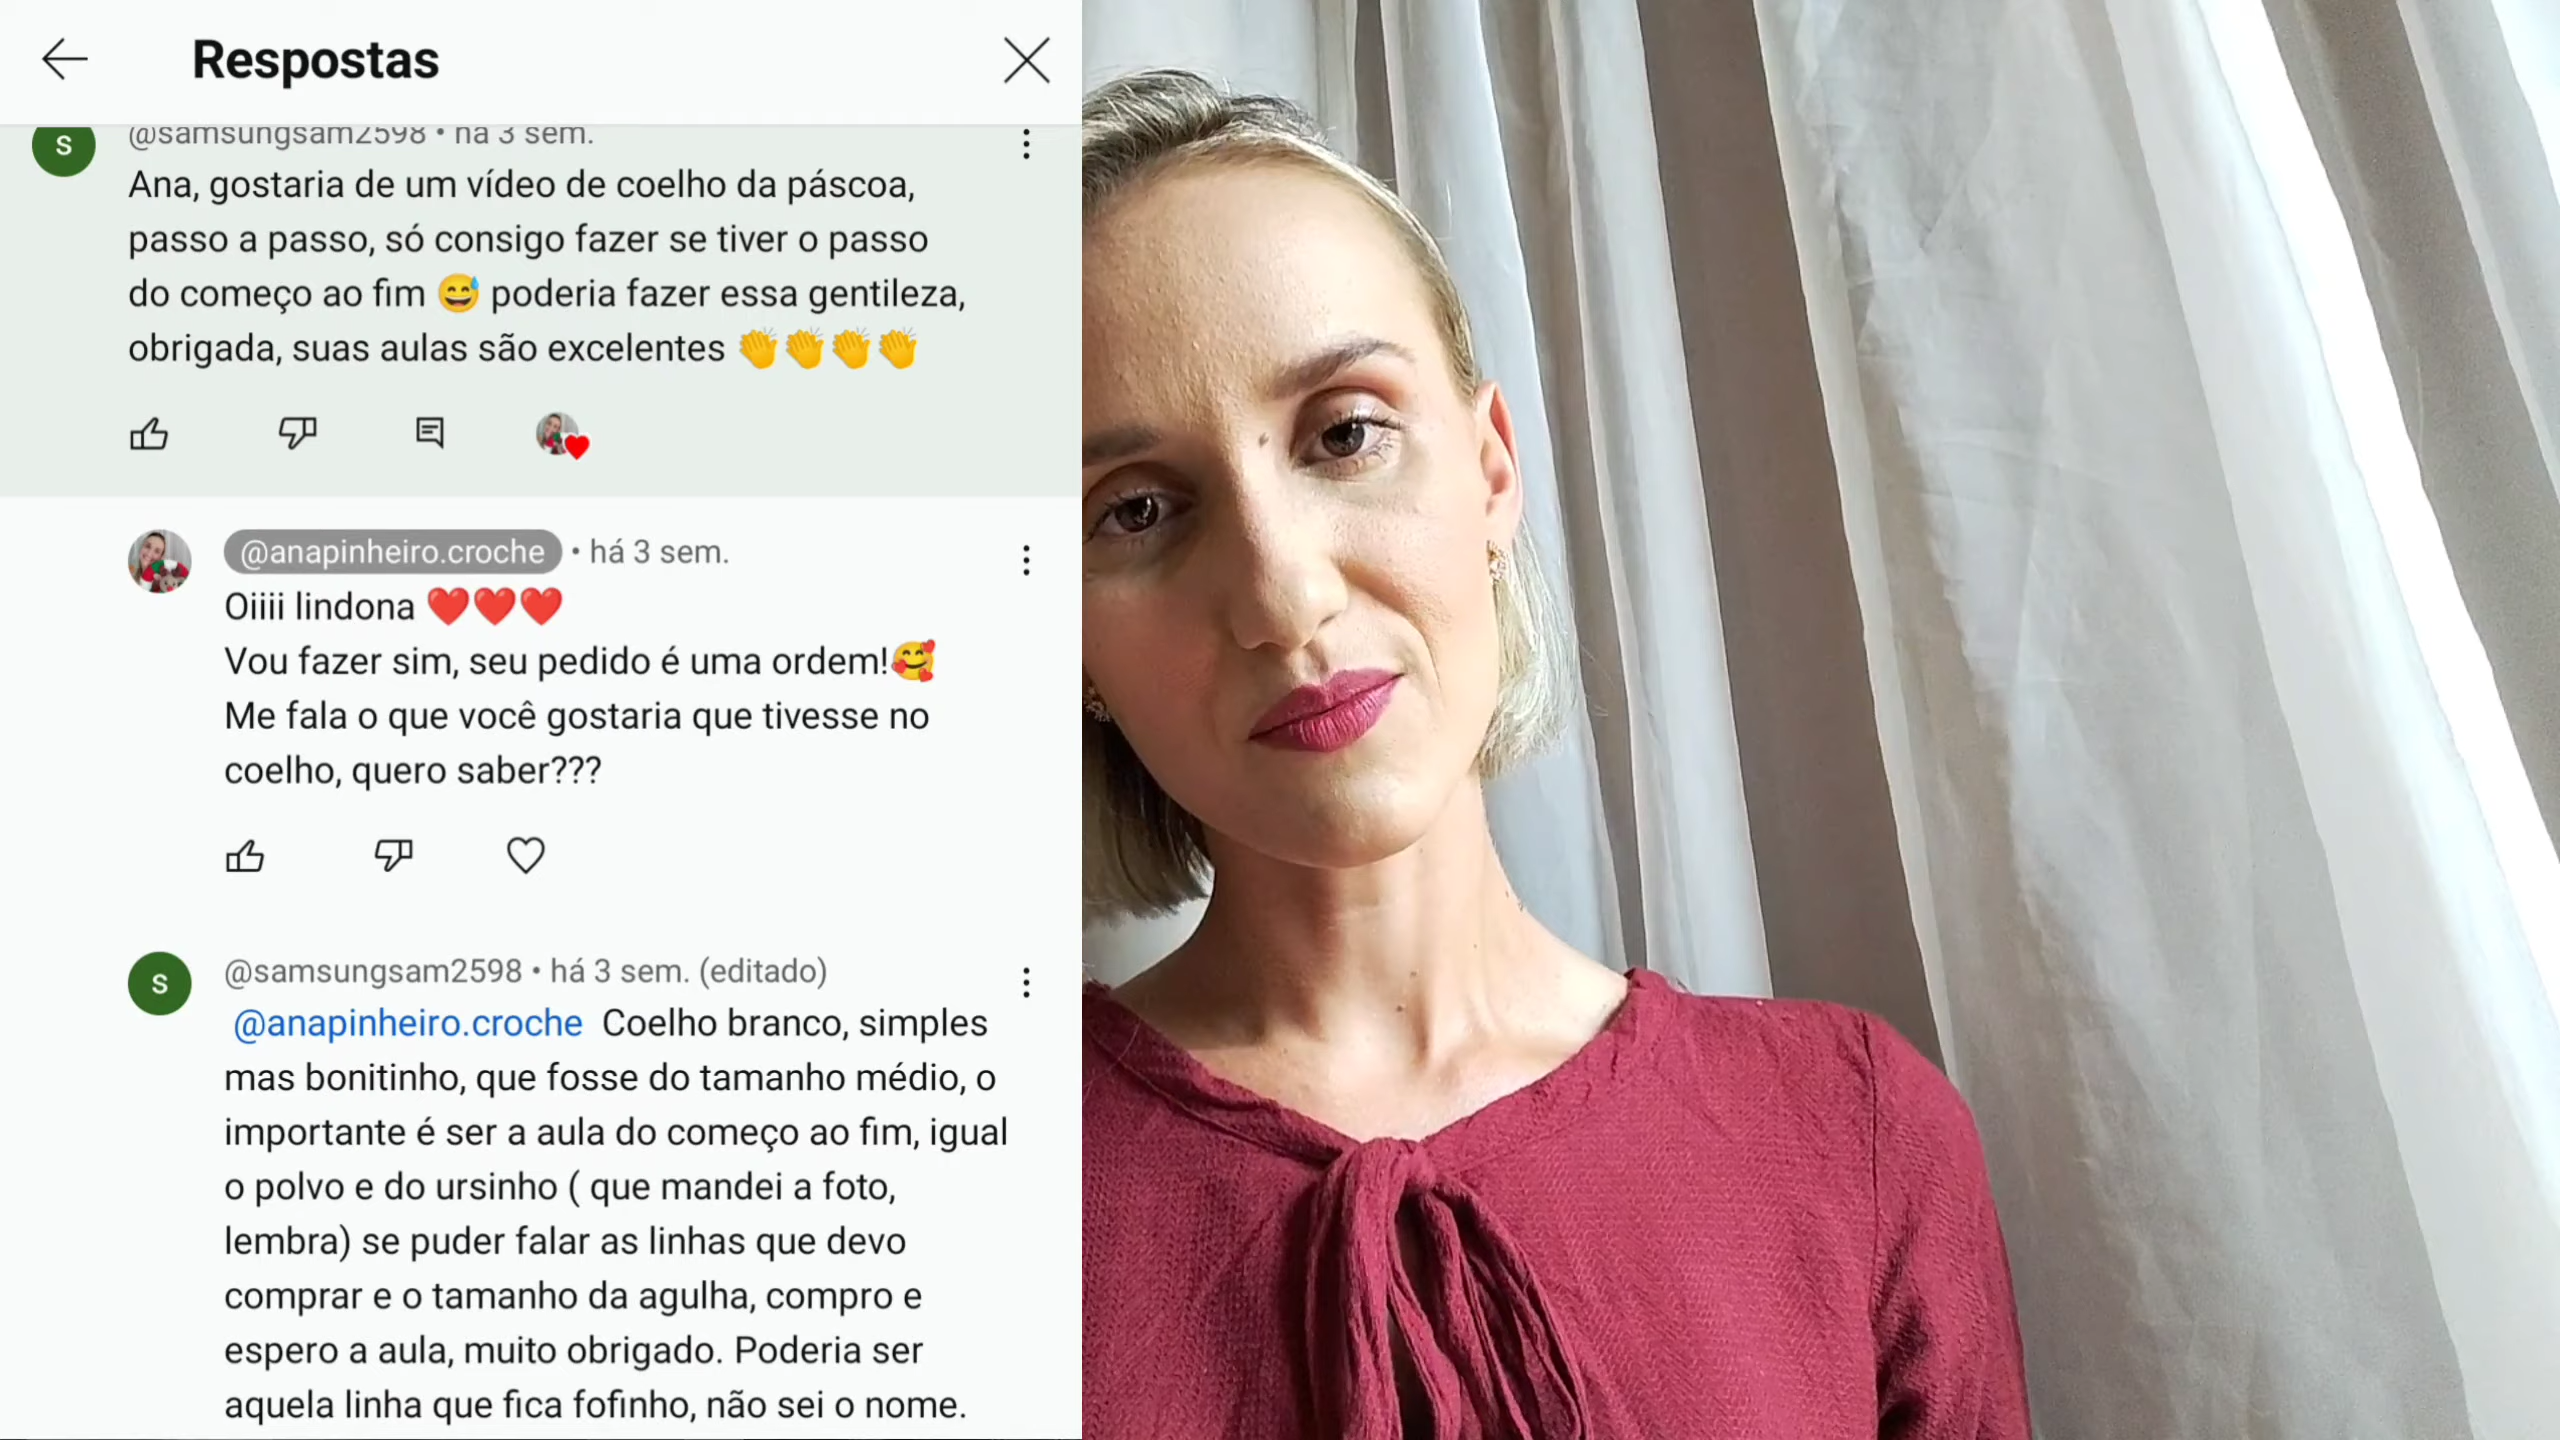 Respostas
@samsungsam2598 • há 3 sem.
S
Ana, gostaria de um vídeo de coelho da páscoa,
passo a passo, só consigo fazer se tiver o passo
do começo ao fim 😅 poderia fazer essa gentileza,
obrigada, suas aulas são excelentes 👏👏👏👏
@anapinheiro.croche • há 3 sem.
Oiiii lindona ❤️❤️❤️
Vou fazer sim, seu pedido é uma ordem!🥰
Me fala o que você gostaria que tivesse no
coelho, quero saber???
@samsungsam2598 • há 3 sem. (editado)
S
@anapinheiro.croche Coelho branco, simples
mas bonitinho, que fosse do tamanho médio, o
importante é ser a aula do começo ao fim, igual
o polvo e do ursinho ( que mandei a foto,
lembra) se puder falar as linhas que devo
comprar e o tamanho da agulha, compro e
espero a aula, muito obrigado. Poderia ser
aquela linha que fica fofinho, não sei o nome.